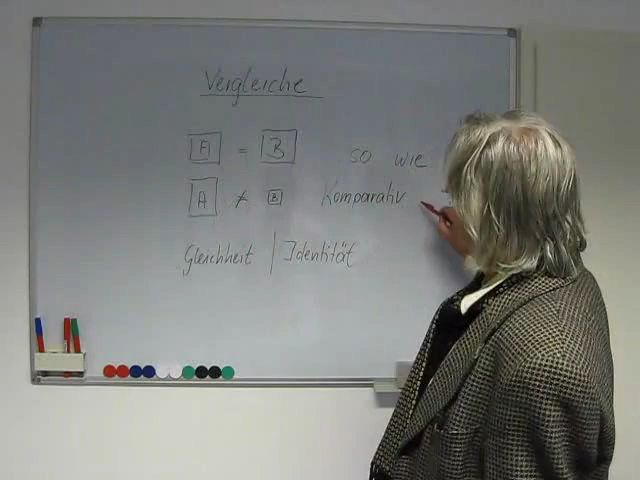 Vergleiche
A = B so wie
A ≠ B Komparativ
Gleichheit | Identität